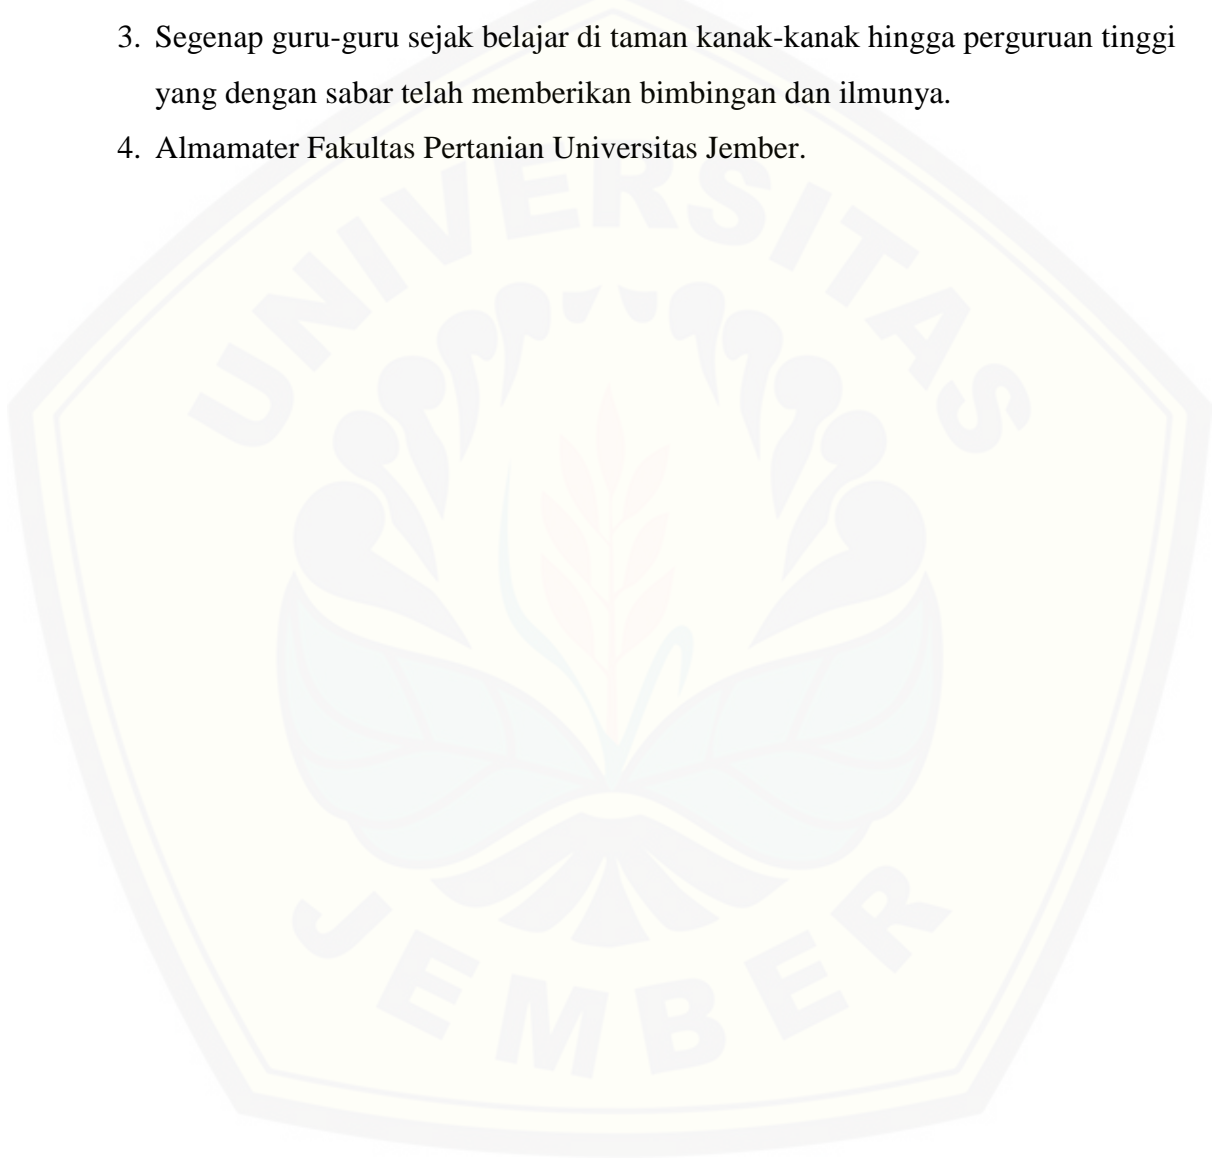 3. Segenap guru-guru sejak belajar di taman kanak-kanak hingga perguruan tinggi
yang dengan sabar telah memberikan bimbingan dan ilmunya.
4. Almamater Fakultas Pertanian Universitas Jember.
UNIVERSITAS
JEMBER